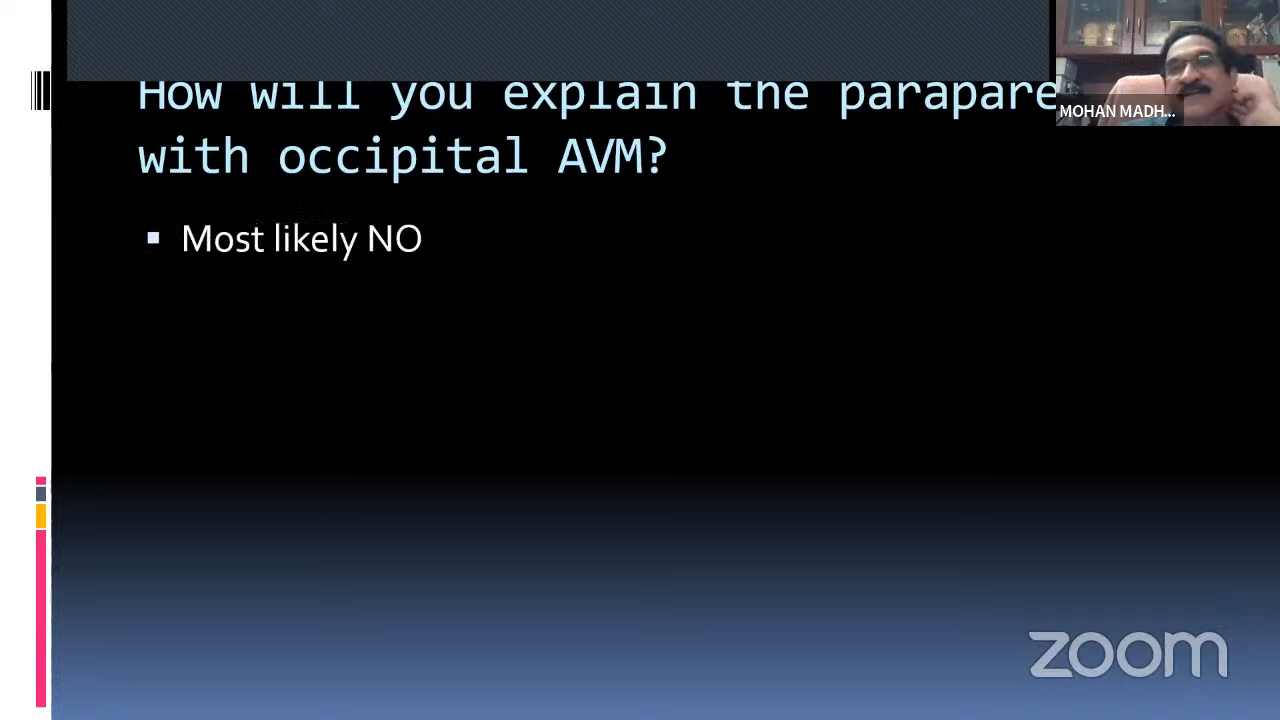 How will you explain the parapare
with occipital AVM?
Most likely NO
MOHAN MADH...
zoom